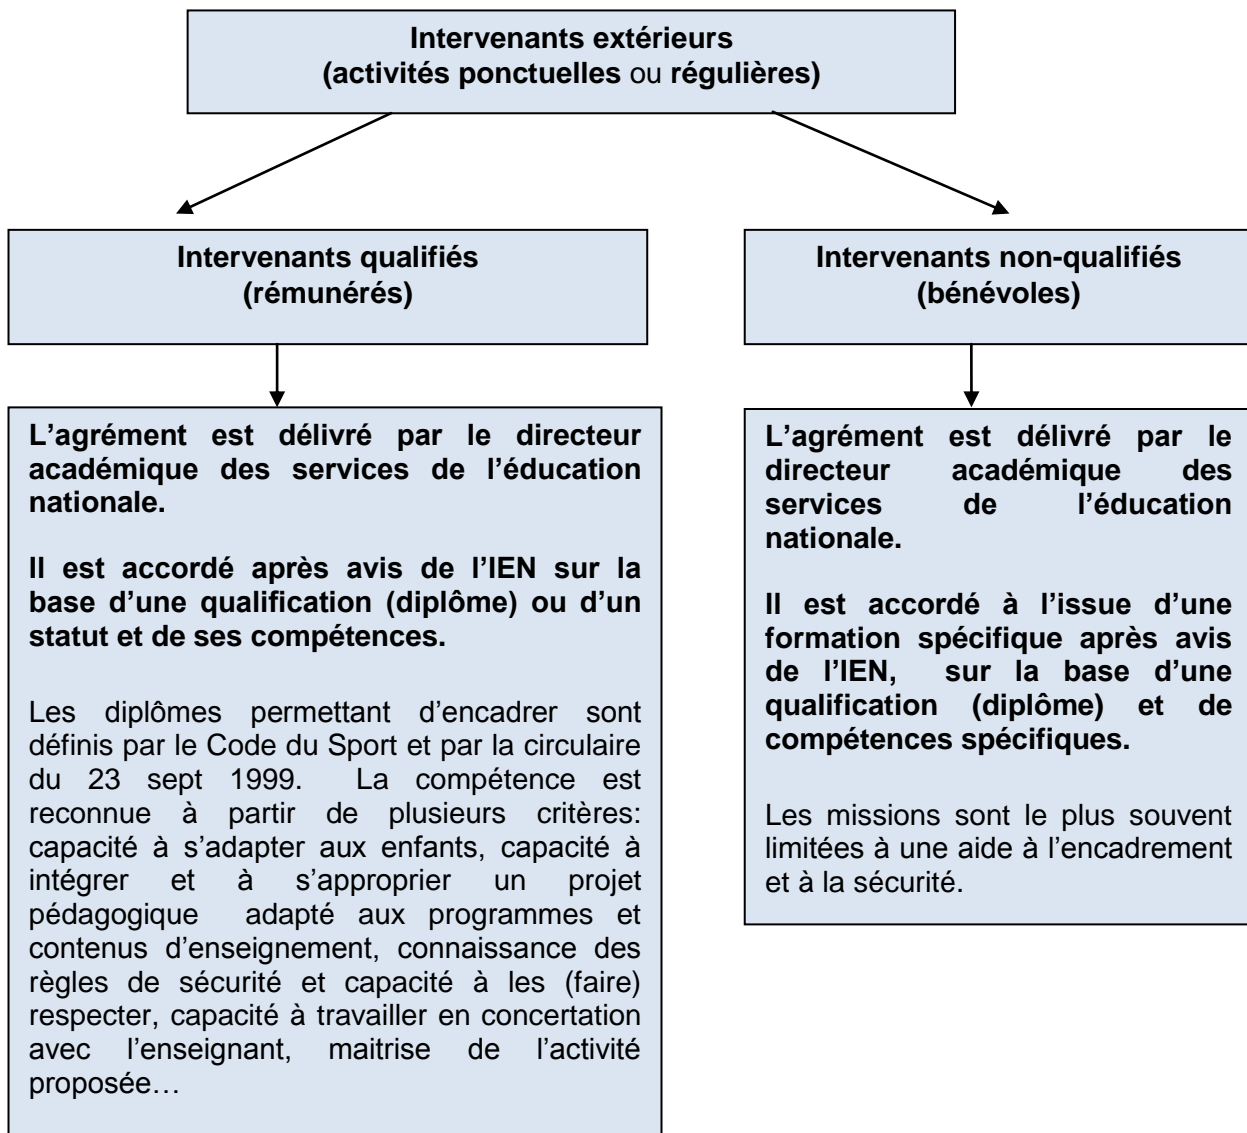 Intervenants extérieurs
(activités ponctuelles ou régulières)
Intervenants qualifiés
(rémunérés)
Intervenants non-qualifiés
(bénévoles)
L’agrément est délivré par le directeur
académique des services de l’éducation
nationale.
Il est accordé après avis de l’IEN sur la
base d’une qualification (diplôme) ou d’un
statut et de ses compétences.
Les diplômes permettant d’encadrer sont
définis par le Code du Sport et par la circulaire
du 23 sept 1999. La compétence est
reconnue à partir de plusieurs critères:
capacité à s’adapter aux enfants, capacité à
intégrer et à s’approprier un projet
pédagogique adapté aux programmes et
contenus d’enseignement, connaissance des
règles de sécurité et capacité à les (faire)
respecter, capacité à travailler en concertation
avec l’enseignant, maitrise de l’activité
proposée…
L’agrément est délivré par le
directeur académique des
services de l’éducation
nationale.
Il est accordé à l’issue d’une
formation spécifique après avis
de l’IEN, sur la base d’une
qualification (diplôme) et de
compétences spécifiques.
Les missions sont le plus souvent
limitées à une aide à l’encadrement
et à la sécurité.